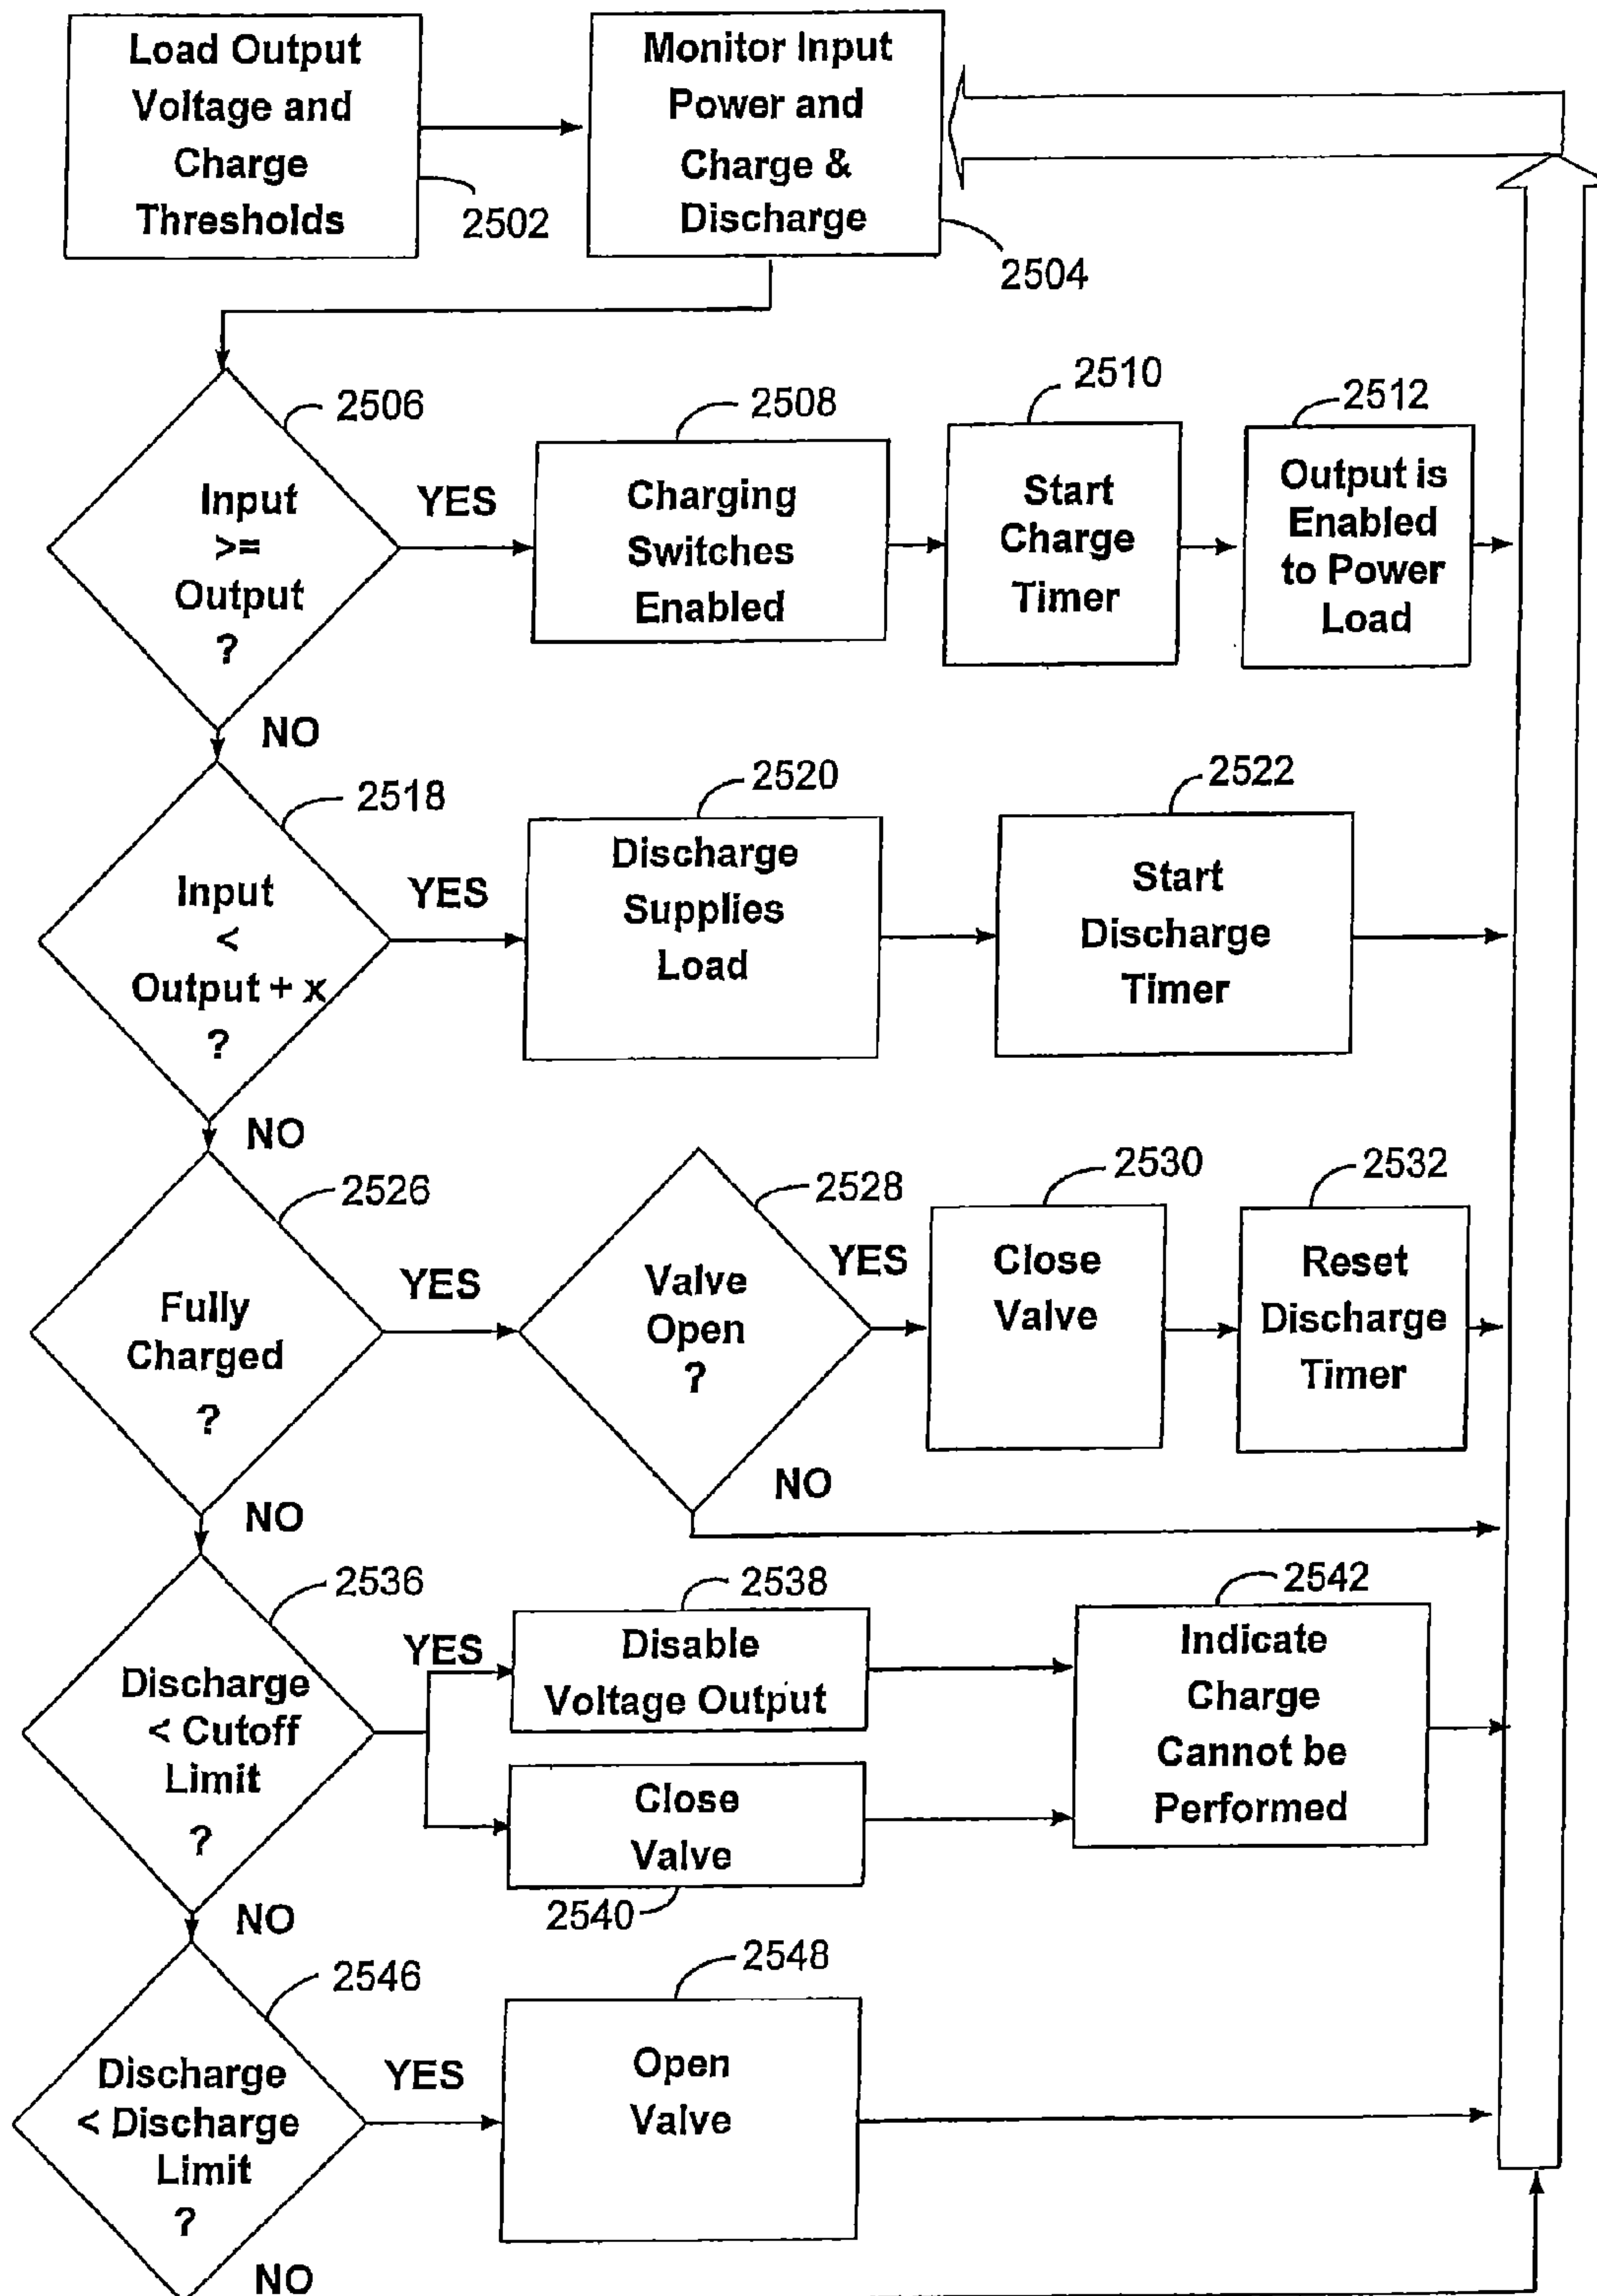 Load Output
Voltage and
Charge
Thresholds
2502
Monitor Input
Power and
Charge &
Discharge
2504
2506
Input
>=
Output
?
YES
2508
Charging
Switches
Enabled
2510
Start
Charge
Timer
2512
Output is
Enabled
to Power
Load
NO
2518
Input
<
Output + x
?
YES
2520
Discharge
Supplies
Load
2522
Start
Discharge
Timer
NO
2526
Fully
Charged
?
YES
2528
Valve
Open
?
YES
2530
Close
Valve
2532
Reset
Discharge
Timer
NO
NO
2536
Discharge
< Cutoff
Limit
?
YES
2538
Disable
Voltage Output
Close
Valve
2540
2542
Indicate
Charge
Cannot be
Performed
NO
2546
Discharge
< Discharge
Limit
?
YES
2548
Open
Valve
NO